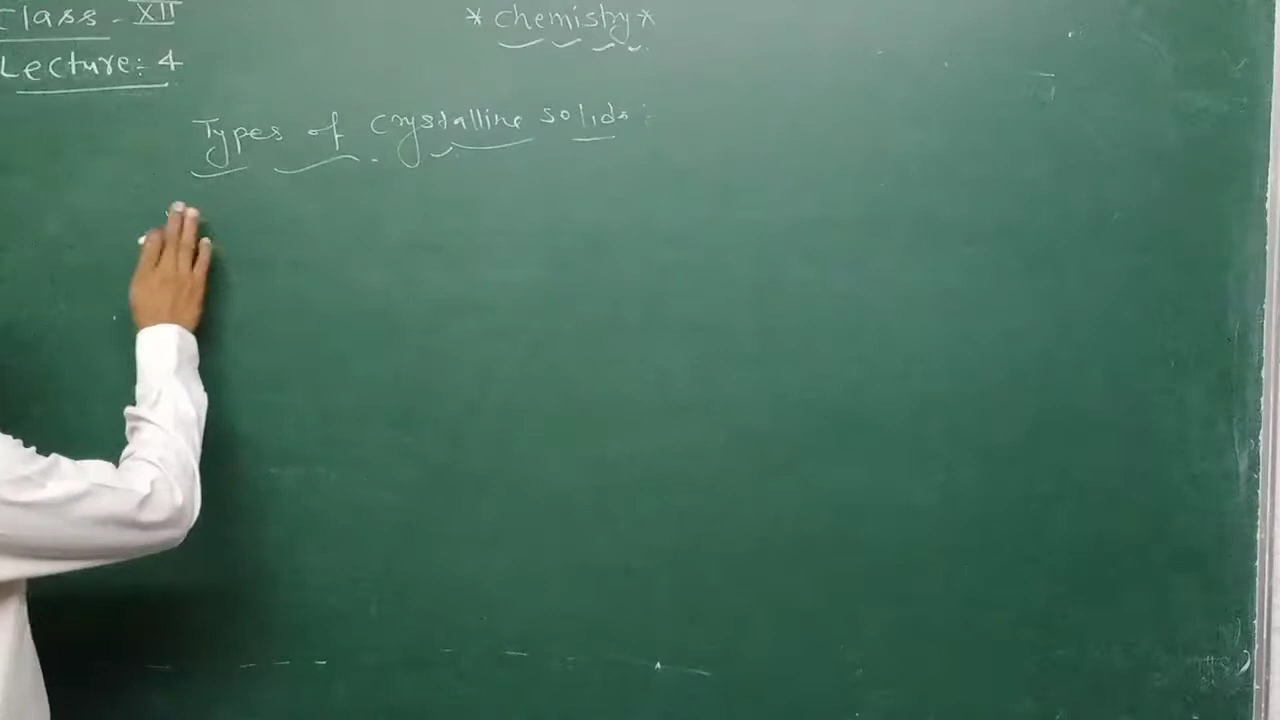 Class - XII
* Chemistry *
Lecture:- 4
Types of Crystalline solids :